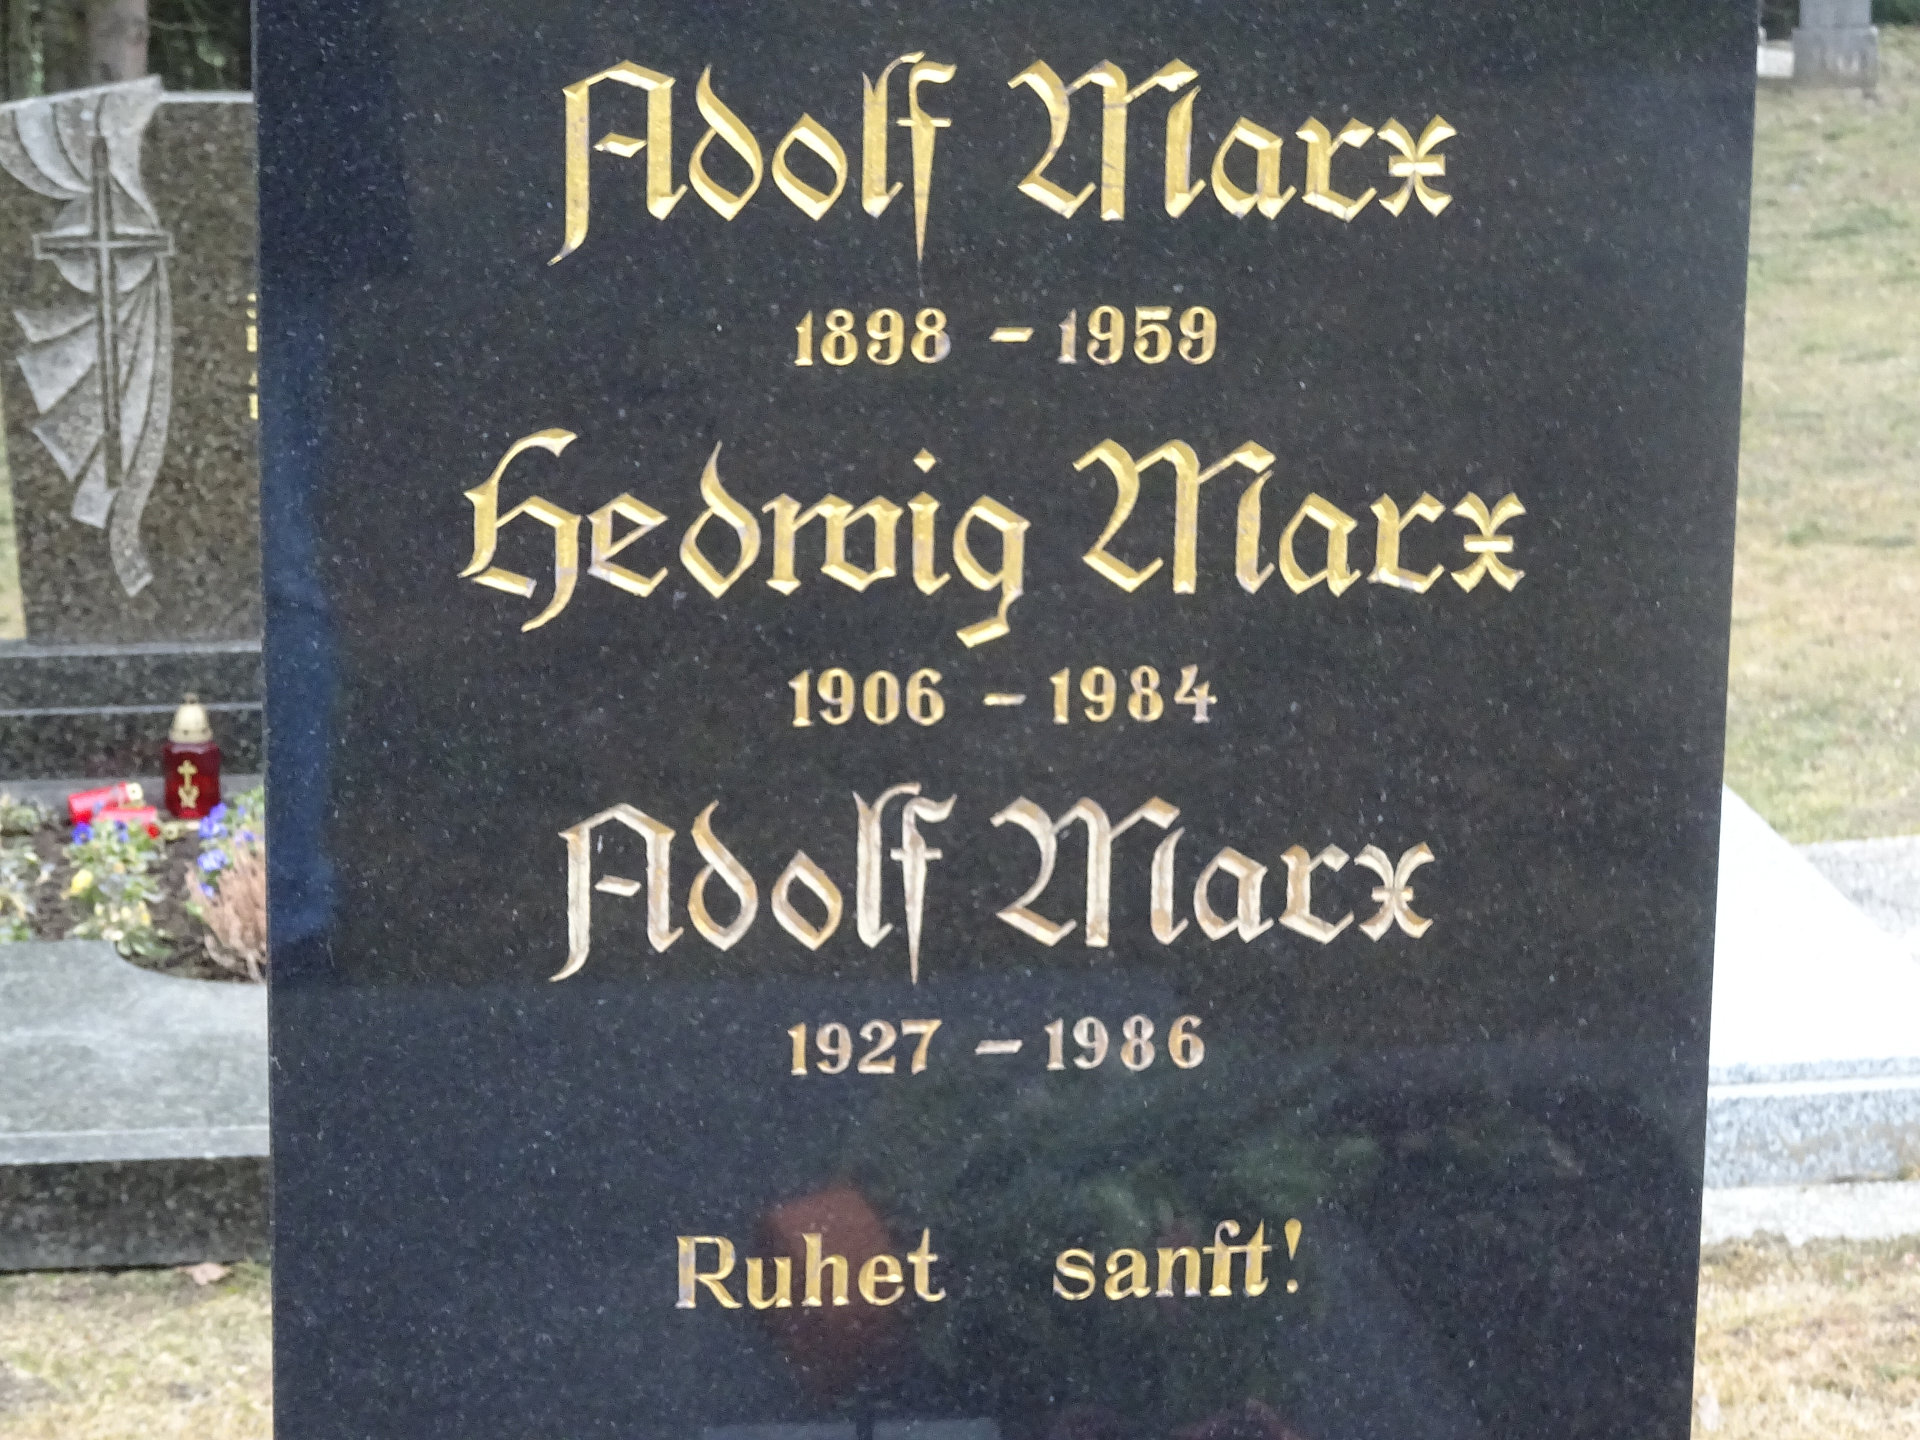 Adolf Marx
1898 - 1959
Hedwig Marx
1906 - 1984
Adolf Marx
1927 - 1986
Ruhet sanft!